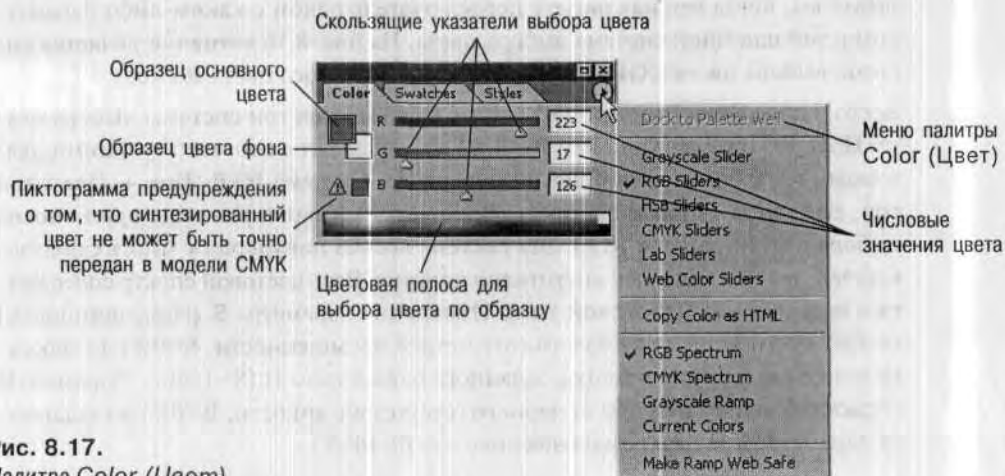 Скользящие указатели выбора цвета
Образец основного
цвета
Образец цвета фона
Пиктограмма предупреждения
о том, что синтезированный
цвет не может быть точно
передан в модели CMYK
Color
Swatches
Styles
R
223
G
17
B
126
Цветовая полоса для
выбора цвета по образцу
Dock to Palette Well
Grayscale Slider
✓ RGB Sliders
HSB Sliders
CMYK Sliders
Lab Sliders
Web Color Sliders
Copy Color as HTML
✓ RGB Spectrum
CMYK Spectrum
Grayscale Ramp
Current Colors
Make Ramp Web Safe
Меню палитры
Color (Цвет)
Числовые
значения цвета
ис. 8.17.
Color (Цвет)